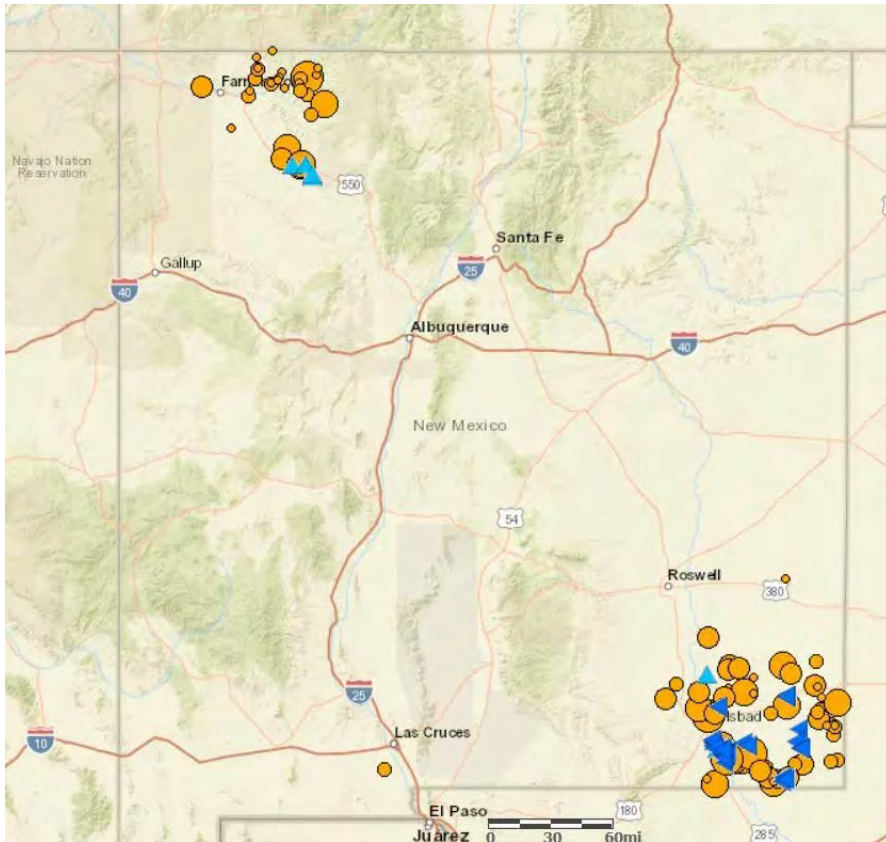 Navajo Nation
Reservation
550
Santa Fe
25
Gallup
40
Albuquerque
40
New Mexico
54
Roswell
380
25
Las Cruces
10
El Paso
Juárez
0 30 60mi
180
285